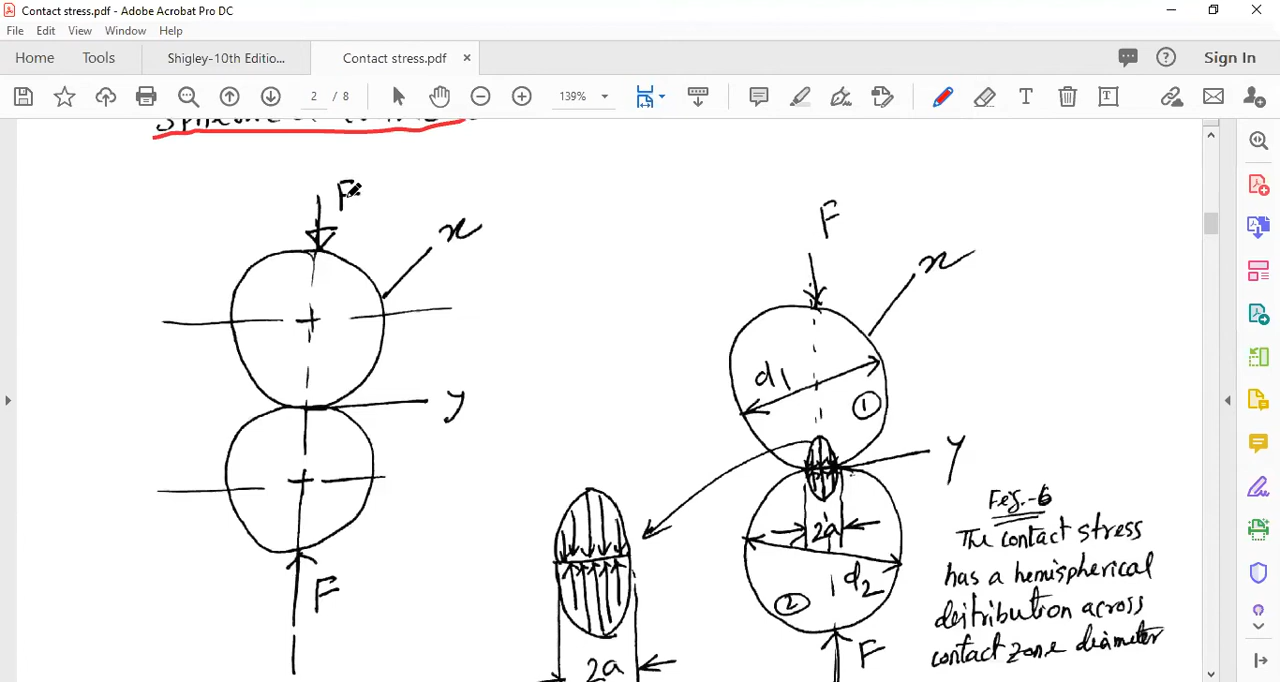 Contact stress.pdf - Adobe Acrobat Pro DC
File Edit View Window Help
Home Tools Shigley-10th Editio... Contact stress.pdf × Sign In
2 / 8 139%
F
x
y
F
F
x
d1
1
y
2a
d2
2
F
2a
Fig.-6
The contact stress
has a hemispherical
deitribution across
contact zone diameter